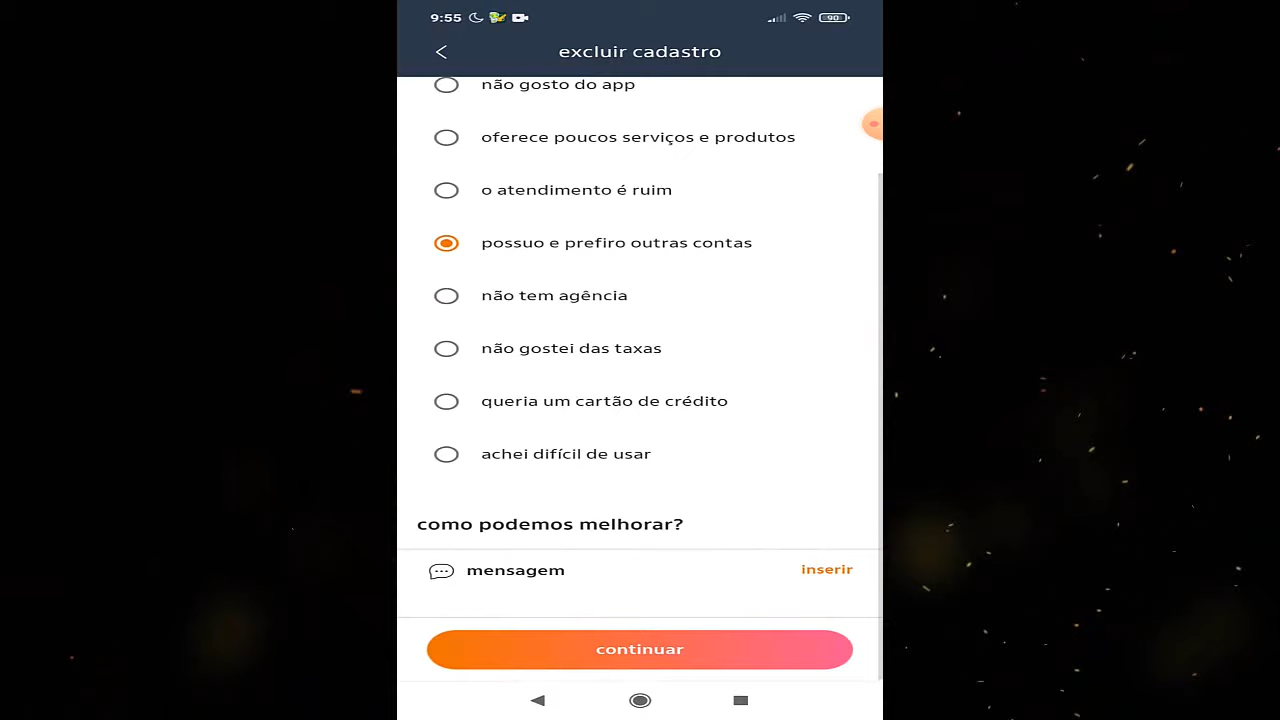 9:55
90
excluir cadastro
não gosto do app
oferece poucos serviços e produtos
o atendimento é ruim
possuo e prefiro outras contas
não tem agência
não gostei das taxas
queria um cartão de crédito
achei difícil de usar
como podemos melhorar?
mensagem inserir
continuar